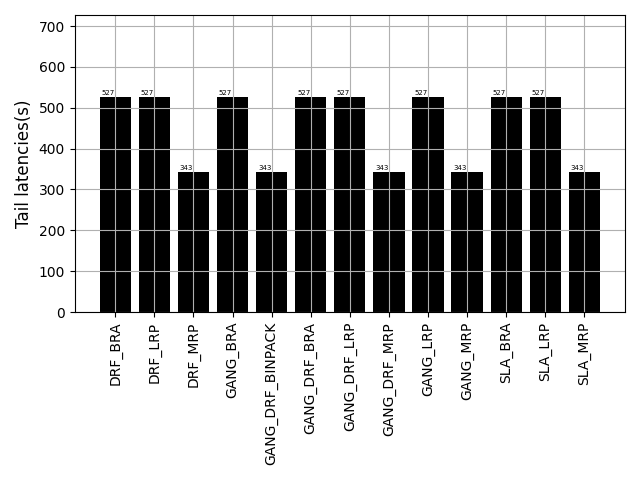 Tail latencies(s)
700
600
500
400
300
200
100
0
527
527
343
527
343
527
527
343
527
343
527
527
343
DRF_BRA
DRF_LRP
DRF_MRP
GANG_BRA
GANG_DRF_BINPACK
GANG_DRF_BRA
GANG_DRF_LRP
GANG_DRF_MRP
GANG_LRP
GANG_MRP
SLA_BRA
SLA_LRP
SLA_MRP